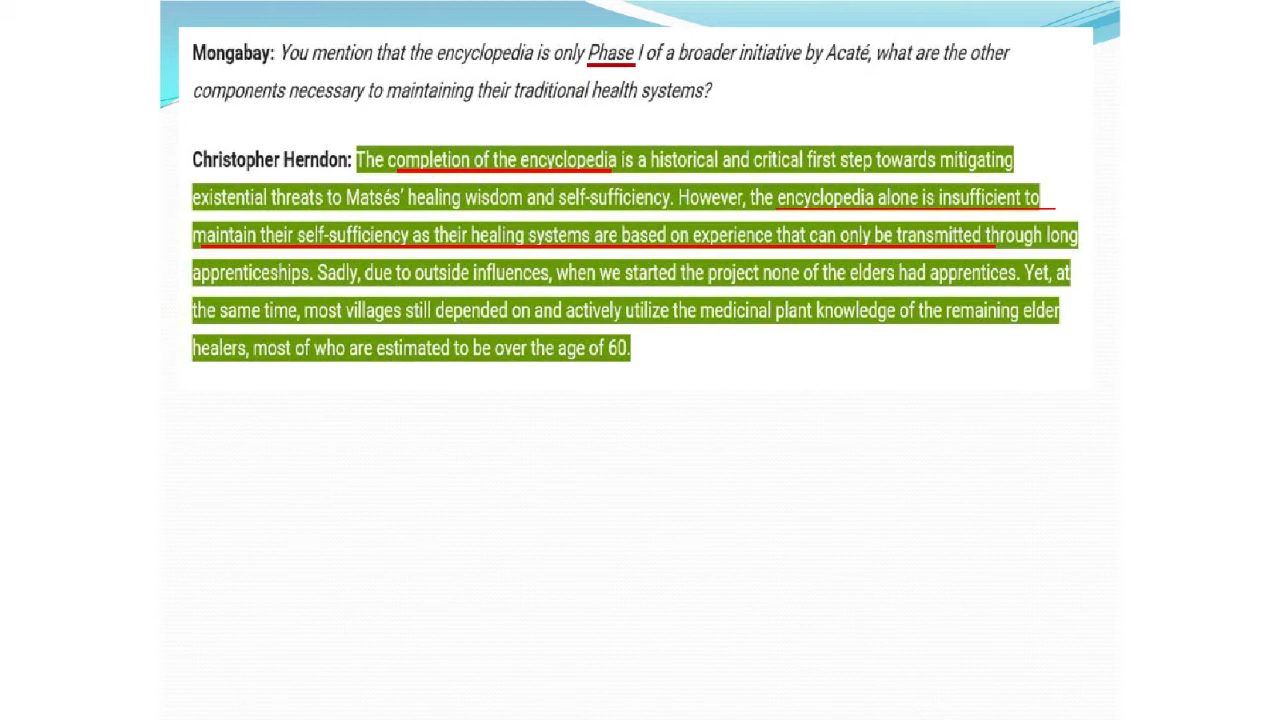 Mongabay: You mention that the encyclopedia is only Phase I of a broader initiative by Acaté, what are the other
components necessary to maintaining their traditional health systems?
Christopher Herndon: The completion of the encyclopedia is a historical and critical first step towards mitigating
existential threats to Matsés’ healing wisdom and self-sufficiency. However, the encyclopedia alone is insufficient to
maintain their self-sufficiency as their healing systems are based on experience that can only be transmitted through long
apprenticeships. Sadly, due to outside influences, when we started the project none of the elders had apprentices. Yet, at
the same time, most villages still depended on and actively utilize the medicinal plant knowledge of the remaining elder
healers, most of who are estimated to be over the age of 60.